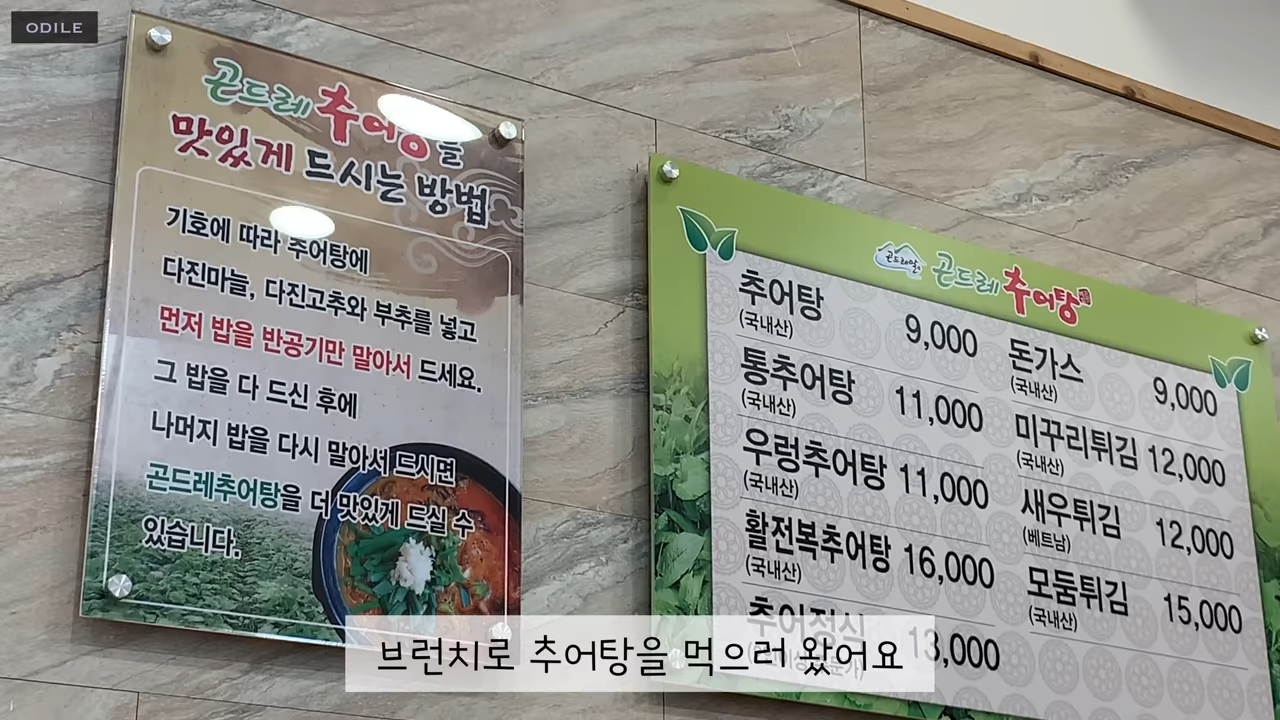 ODILE
곤드레 추어탕을
맛있게 드시는 방법
기호에 따라 추어탕에
다진마늘, 다진고추와 부추를 넣고
먼저 밥을 반공기만 말아서 드세요.
그 밥을 다 드신 후에
나머지 밥을 다시 말아서 드시면
곤드레추어탕을 더 맛있게 드실 수
있습니다.
곤드레 추어탕
추어탕 9,000
(국내산)
통추어탕 11,000
(국내산)
우렁추어탕 11,000
(국내산)
활전복추어탕 16,000
(국내산)
추어정식 13,000
돈가스 9,000
(국내산)
미꾸리튀김 12,000
(국내산)
새우튀김 12,000
(베트남)
모둠튀김 15,000
(국내산)
브런치로 추어탕을 먹으러 왔어요